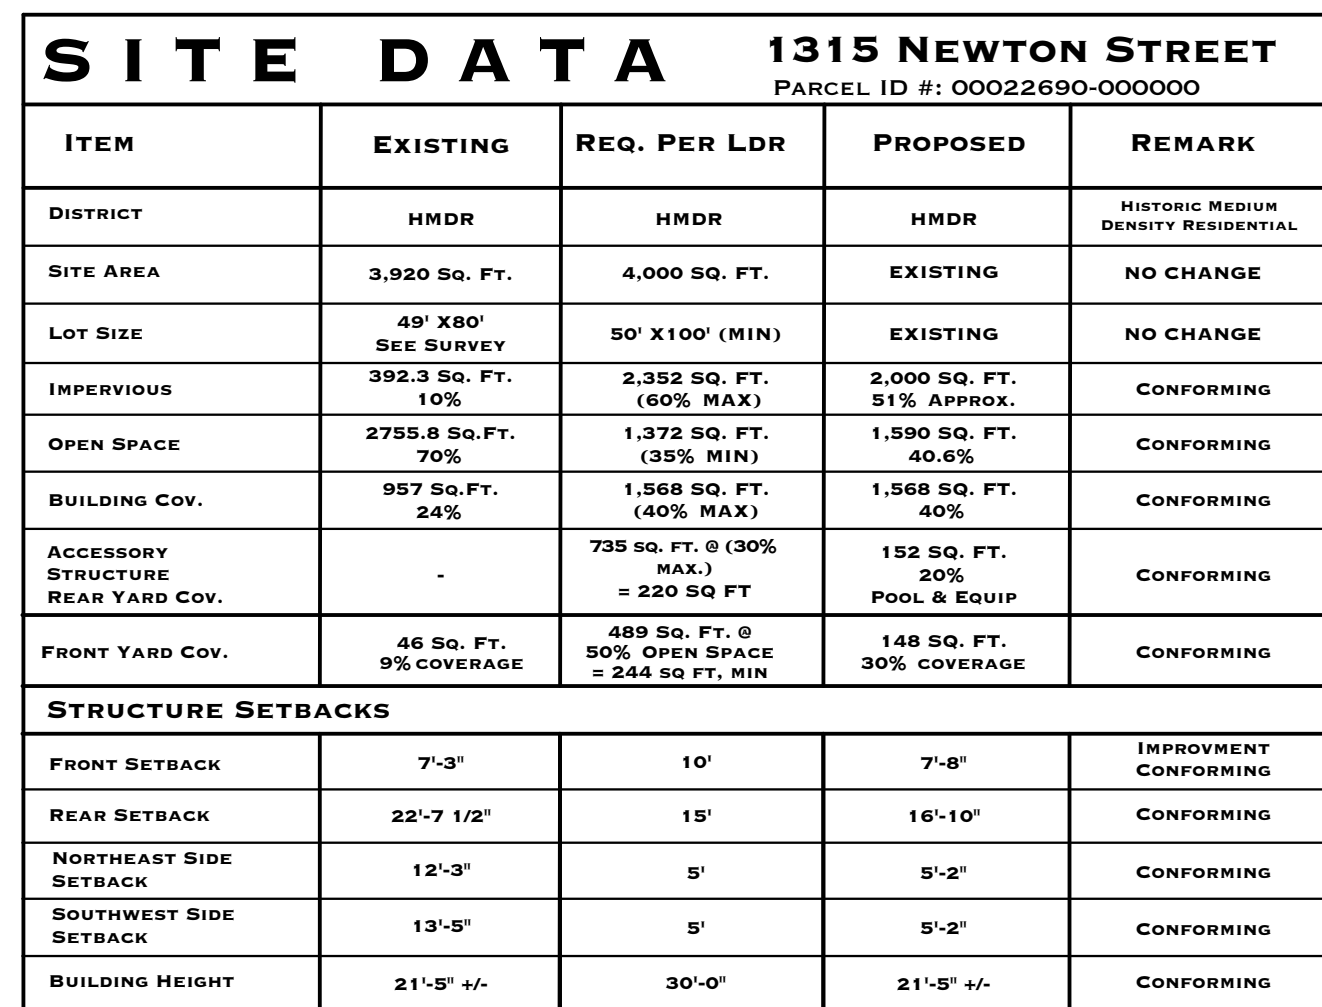 SITE DATA
1315 NEWTON STREET
PARCEL ID #: 00022690-000000
ITEM EXISTING REQ. PER LDR PROPOSED REMARK
DISTRICT HMDR HMDR HMDR HISTORIC MEDIUM
DENSITY RESIDENTIAL
SITE AREA 3,920 SQ. FT. 4,000 SQ. FT. EXISTING NO CHANGE
LOT SIZE 49' X80'
SEE SURVEY
50' X100' (MIN) EXISTING NO CHANGE
IMPERVIOUS 392.3 SQ. FT.
10%
2,352 SQ. FT.
(60% MAX)
2,000 SQ. FT.
51% APPROX.
CONFORMING
OPEN SPACE 2755.8 SQ.FT.
70%
1,372 SQ. FT.
(35% MIN)
1,590 SQ. FT.
40.6%
CONFORMING
BUILDING COV. 957 SQ.FT.
24%
1,568 SQ. FT.
(40% MAX)
1,568 SQ. FT.
40%
CONFORMING
ACCESSORY
STRUCTURE
REAR YARD COV.
-
735 SQ. FT. @ (30%
MAX.)
= 220 SQ FT
152 SQ. FT.
20%
POOL & EQUIP
CONFORMING
FRONT YARD COV.
46 SQ. FT.
9% COVERAGE
489 SQ. FT. @
50% OPEN SPACE
= 244 SQ FT, MIN
148 SQ. FT.
30% COVERAGE
CONFORMING
STRUCTURE SETBACKS
FRONT SETBACK 7'-3" 10' 7'-8" IMPROVMENT
CONFORMING
REAR SETBACK 22'-7 1/2" 15' 16'-10" CONFORMING
NORTHEAST SIDE
SETBACK
12'-3" 5' 5'-2" CONFORMING
SOUTHWEST SIDE
SETBACK
13'-5" 5' 5'-2" CONFORMING
BUILDING HEIGHT 21'-5" +/- 30'-0" 21'-5" +/- CONFORMING